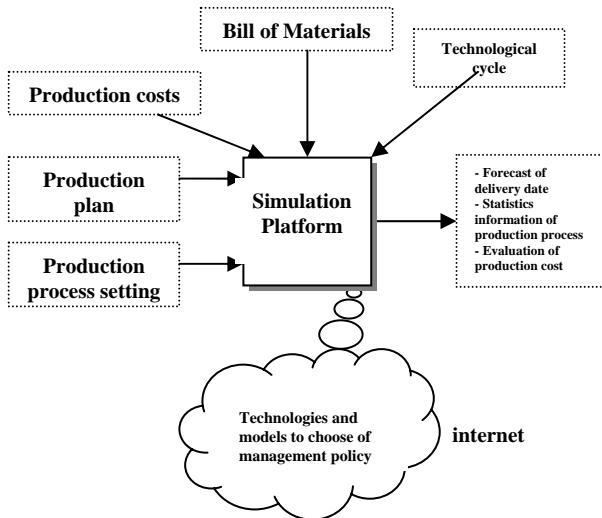 Bill of Materials
Technological
cycle
Production costs
Production
plan
Simulation
Platform
- Forecast of
delivery date
- Statistics
information of
production process
- Evaluation of
production cost
Production
process setting
Technologies and
models to choose of
management policy
internet